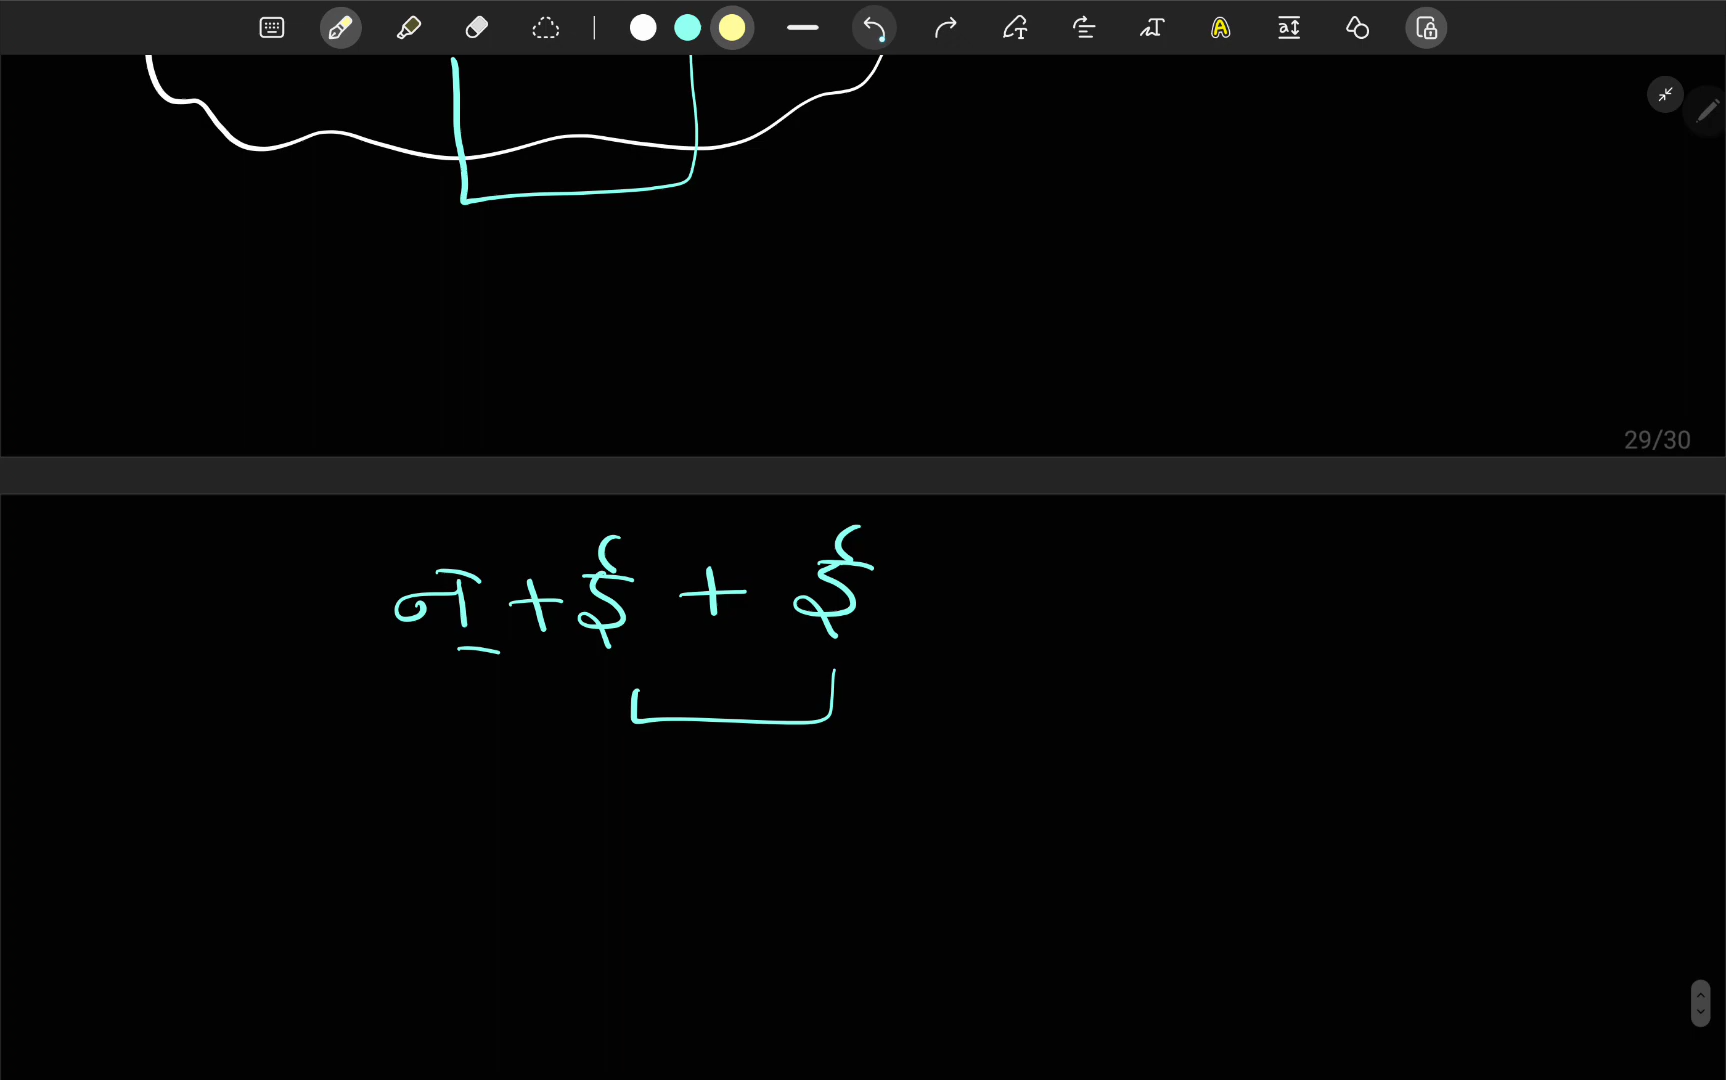 29/30
न् + ई + ई